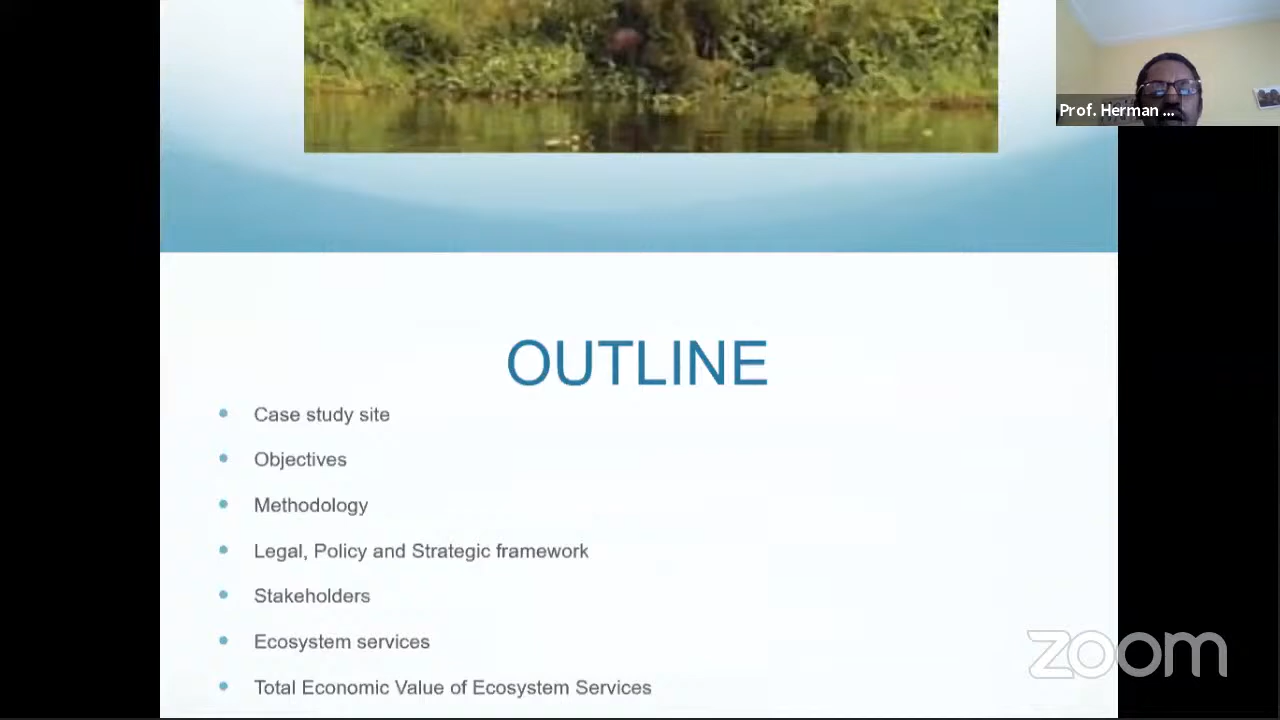 Prof. Herman ...
OUTLINE
Case study site
Objectives
Methodology
Legal, Policy and Strategic framework
Stakeholders
Ecosystem services
Total Economic Value of Ecosystem Services
zoom